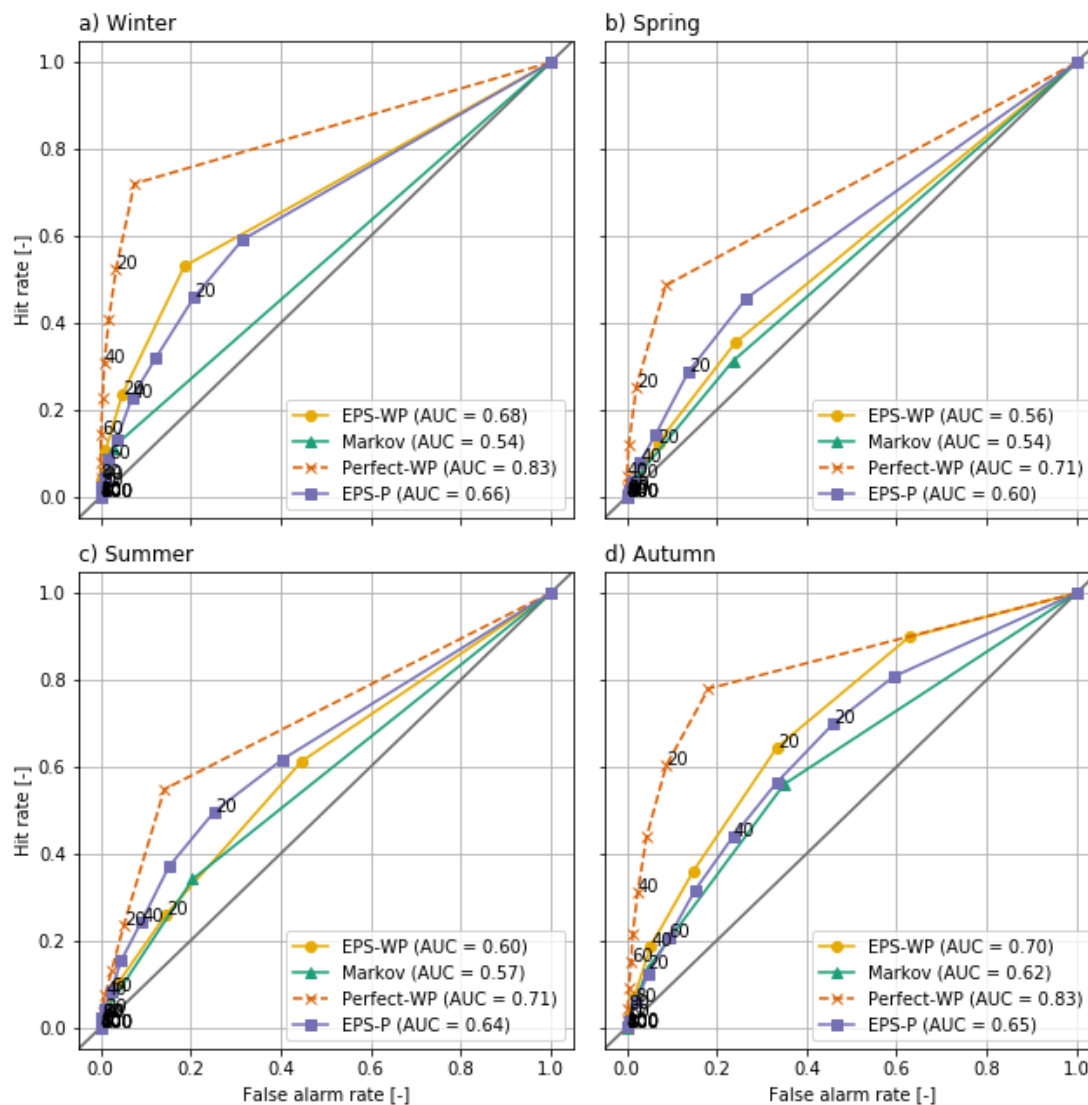 a) Winter
b) Spring
1.0
0.8
0.6
0.4
0.2
0.0
Hit rate [-]
20
40
60
20
20
40
60
20
20
20
40
EPS-WP (AUC = 0.68)
Markov (AUC = 0.54)
Perfect-WP (AUC = 0.83)
EPS-P (AUC = 0.66)
EPS-WP (AUC = 0.56)
Markov (AUC = 0.54)
Perfect-WP (AUC = 0.71)
EPS-P (AUC = 0.60)
c) Summer
d) Autumn
1.0
0.8
0.6
0.4
0.2
0.0
Hit rate [-]
20
20
40
20
60
40
20
20
20
40
40
60
40
60
20
EPS-WP (AUC = 0.60)
Markov (AUC = 0.57)
Perfect-WP (AUC = 0.71)
EPS-P (AUC = 0.64)
EPS-WP (AUC = 0.70)
Markov (AUC = 0.62)
Perfect-WP (AUC = 0.83)
EPS-P (AUC = 0.65)
0.0 0.2 0.4 0.6 0.8 1.0
0.0 0.2 0.4 0.6 0.8 1.0
False alarm rate [-]
False alarm rate [-]